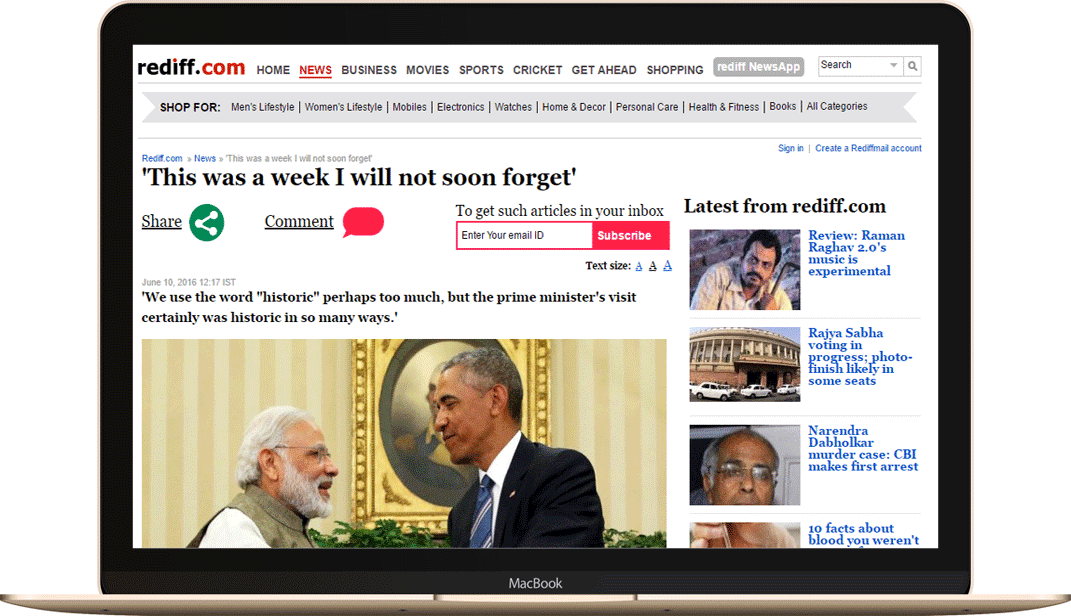 rediff.com HOME NEWS BUSINESS MOVIES SPORTS CRICKET GET AHEAD SHOPPING rediff NewsApp Search
SHOP FOR: Men's Lifestyle | Women's Lifestyle | Mobiles | Electronics | Watches | Home & Decor | Personal Care | Health & Fitness | Books | All Categories
Sign in | Create a Rediffmail account
Rediff.com » News » 'This was a week I will not soon forget'
'This was a week I will not soon forget'
Share Comment
To get such articles in your inbox
Enter Your email ID Subscribe
Text size: A A A
June 10, 2016 12:17 IST
'We use the word "historic" perhaps too much, but the prime minister's visit
certainly was historic in so many ways.'
Latest from rediff.com
Review: Raman
Raghav 2.0's
music is
experimental
Rajya Sabha
voting in
progress; photo-
finish likely in
some seats
Narendra
Dabholkar
murder case: CBI
makes first arrest
10 facts about
blood you weren't
MacBook